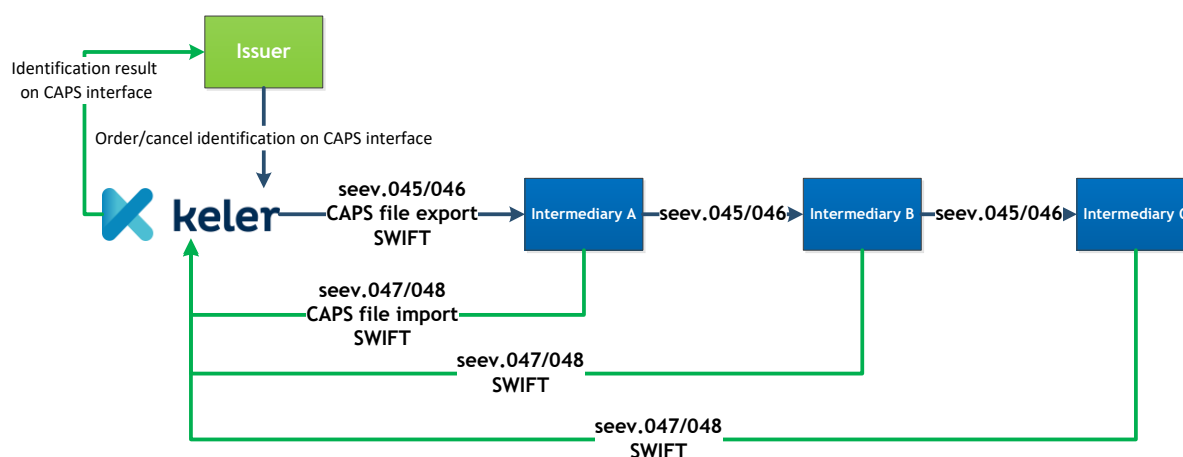 Issuer
Identification result
on CAPS interface
Order/cancel identification on CAPS interface
keler
seev.045/046
CAPS file export
SWIFT
Intermediary A
seev.045/046
Intermediary B
seev.045/046
Intermediary C
seev.047/048
CAPS file import
SWIFT
seev.047/048
SWIFT
seev.047/048
SWIFT